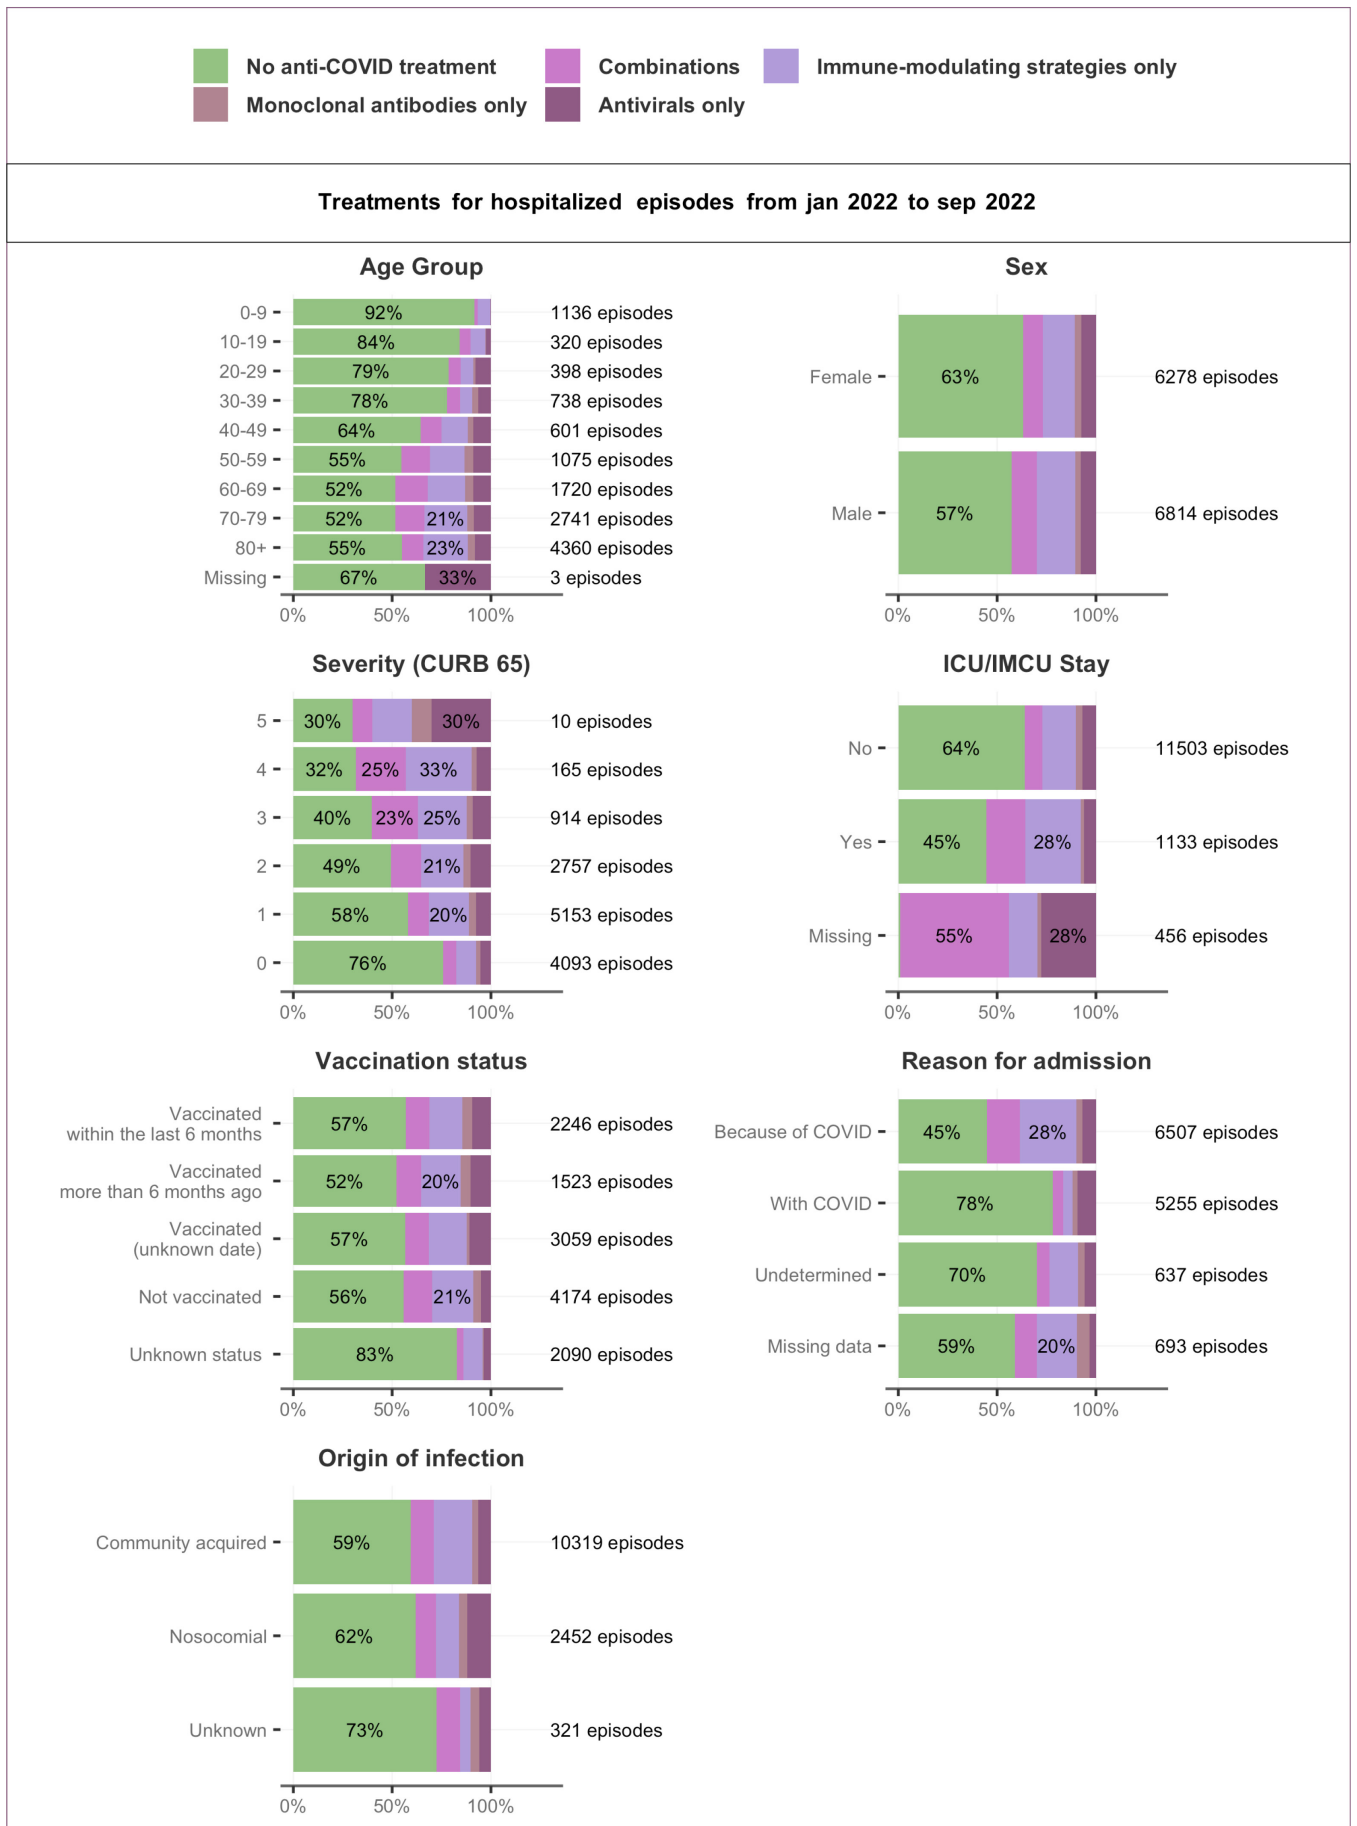 No anti-COVID treatment
Combinations
Immune-modulating strategies only
Monoclonal antibodies only
Antivirals only
Treatments for hospitalized episodes from jan 2022 to sep 2022
Age Group
0-9 92% 1136 episodes
10-19 84% 320 episodes
20-29 79% 398 episodes
30-39 78% 738 episodes
40-49 64% 601 episodes
50-59 55% 1075 episodes
60-69 52% 1720 episodes
70-79 52% 21% 2741 episodes
80+ 55% 23% 4360 episodes
Missing 67% 33% 3 episodes
0% 50% 100%
Sex
Female 63% 6278 episodes
Male 57% 6814 episodes
0% 50% 100%
Severity (CURB 65)
5 30% 30% 10 episodes
4 32% 25% 33% 165 episodes
3 40% 23% 25% 914 episodes
2 49% 21% 2757 episodes
1 58% 20% 5153 episodes
0 76% 4093 episodes
0% 50% 100%
ICU/IMCU Stay
No 64% 11503 episodes
Yes 45% 28% 1133 episodes
Missing 55% 28% 456 episodes
0% 50% 100%
Vaccination status
Vaccinated
within the last 6 months 57% 2246 episodes
Vaccinated
more than 6 months ago 52% 20% 1523 episodes
Vaccinated
(unknown date) 57% 3059 episodes
Not vaccinated 56% 21% 4174 episodes
Unknown status 83% 2090 episodes
0% 50% 100%
Reason for admission
Because of COVID 45% 28% 6507 episodes
With COVID 78% 5255 episodes
Undetermined 70% 637 episodes
Missing data 59% 20% 693 episodes
0% 50% 100%
Origin of infection
Community acquired 59% 10319 episodes
Nosocomial 62% 2452 episodes
Unknown 73% 321 episodes
0% 50% 100%